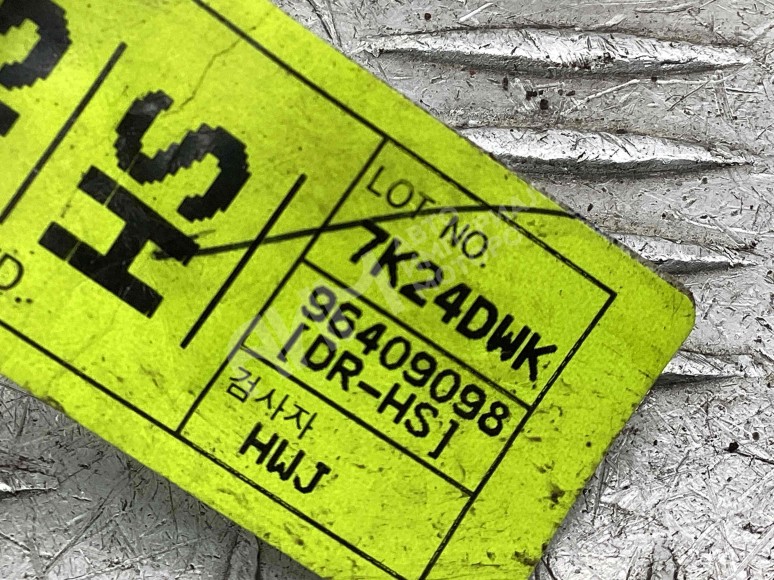 HS
LOT NO.
7K24DWK
96409098
[DR-HS]
검사자
HWJ